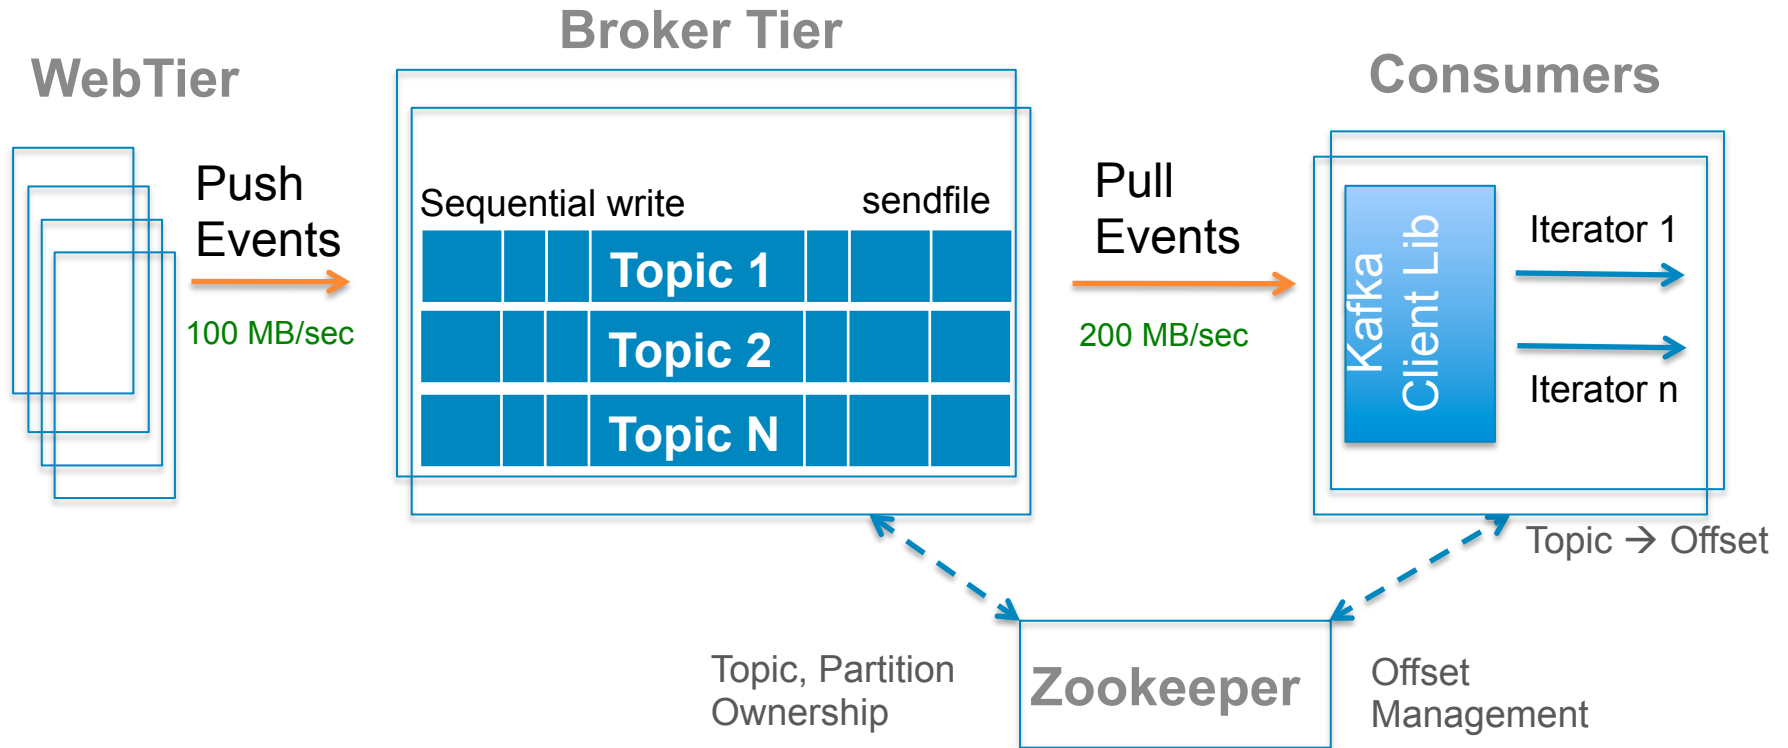 Broker Tier
WebTier
Consumers
Push
Events
100 MB/sec
Sequential write
sendfile
Topic 1
Topic 2
Topic N
Pull
Events
200 MB/sec
Kafka
Client Lib
Iterator 1
Iterator n
Topic → Offset
Topic, Partition
Ownership
Zookeeper
Offset
Management